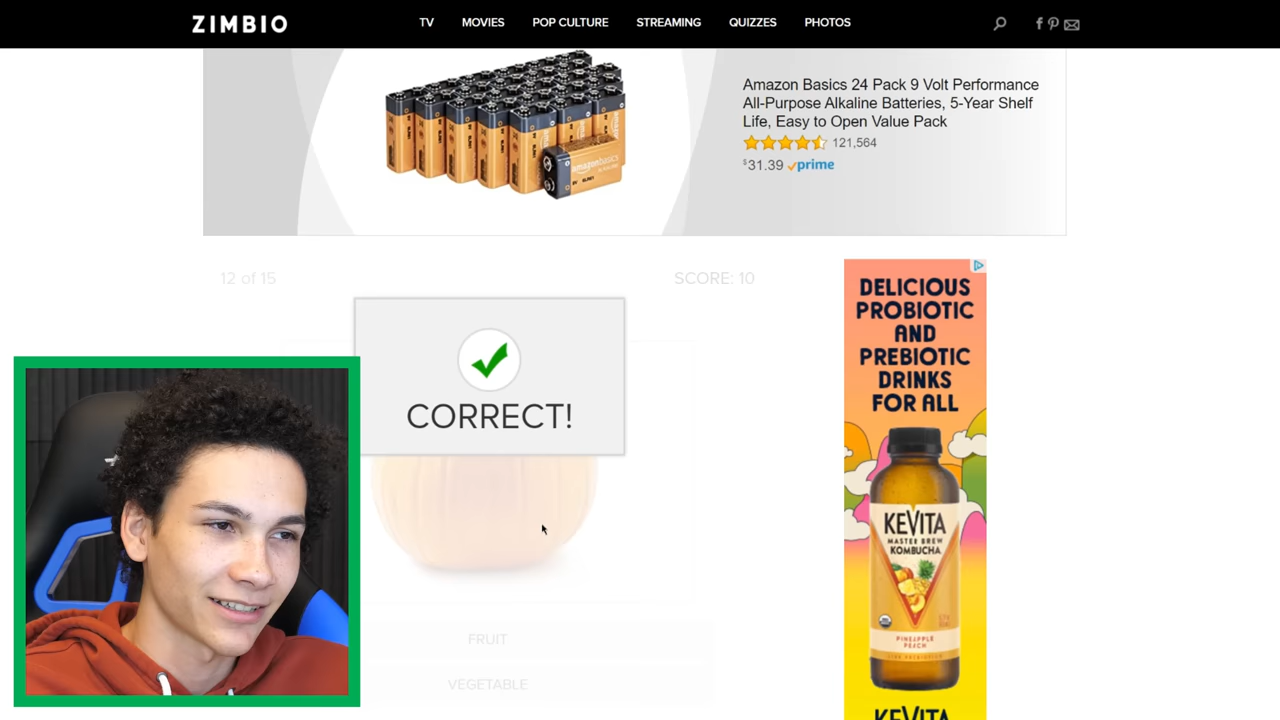 ZIMBIO
TV MOVIES POP CULTURE STREAMING QUIZZES PHOTOS
Amazon Basics 24 Pack 9 Volt Performance
All-Purpose Alkaline Batteries, 5-Year Shelf
Life, Easy to Open Value Pack
121,564
$31.39 prime
amazonbasics
12 of 15
SCORE: 10
CORRECT!
FRUIT
VEGETABLE
DELICIOUS
PROBIOTIC
AND
PREBIOTIC
DRINKS
FOR ALL
KEVITA
MASTER BREW
KOMBUCHA
PINEAPPLE
PEACH
KEVITA